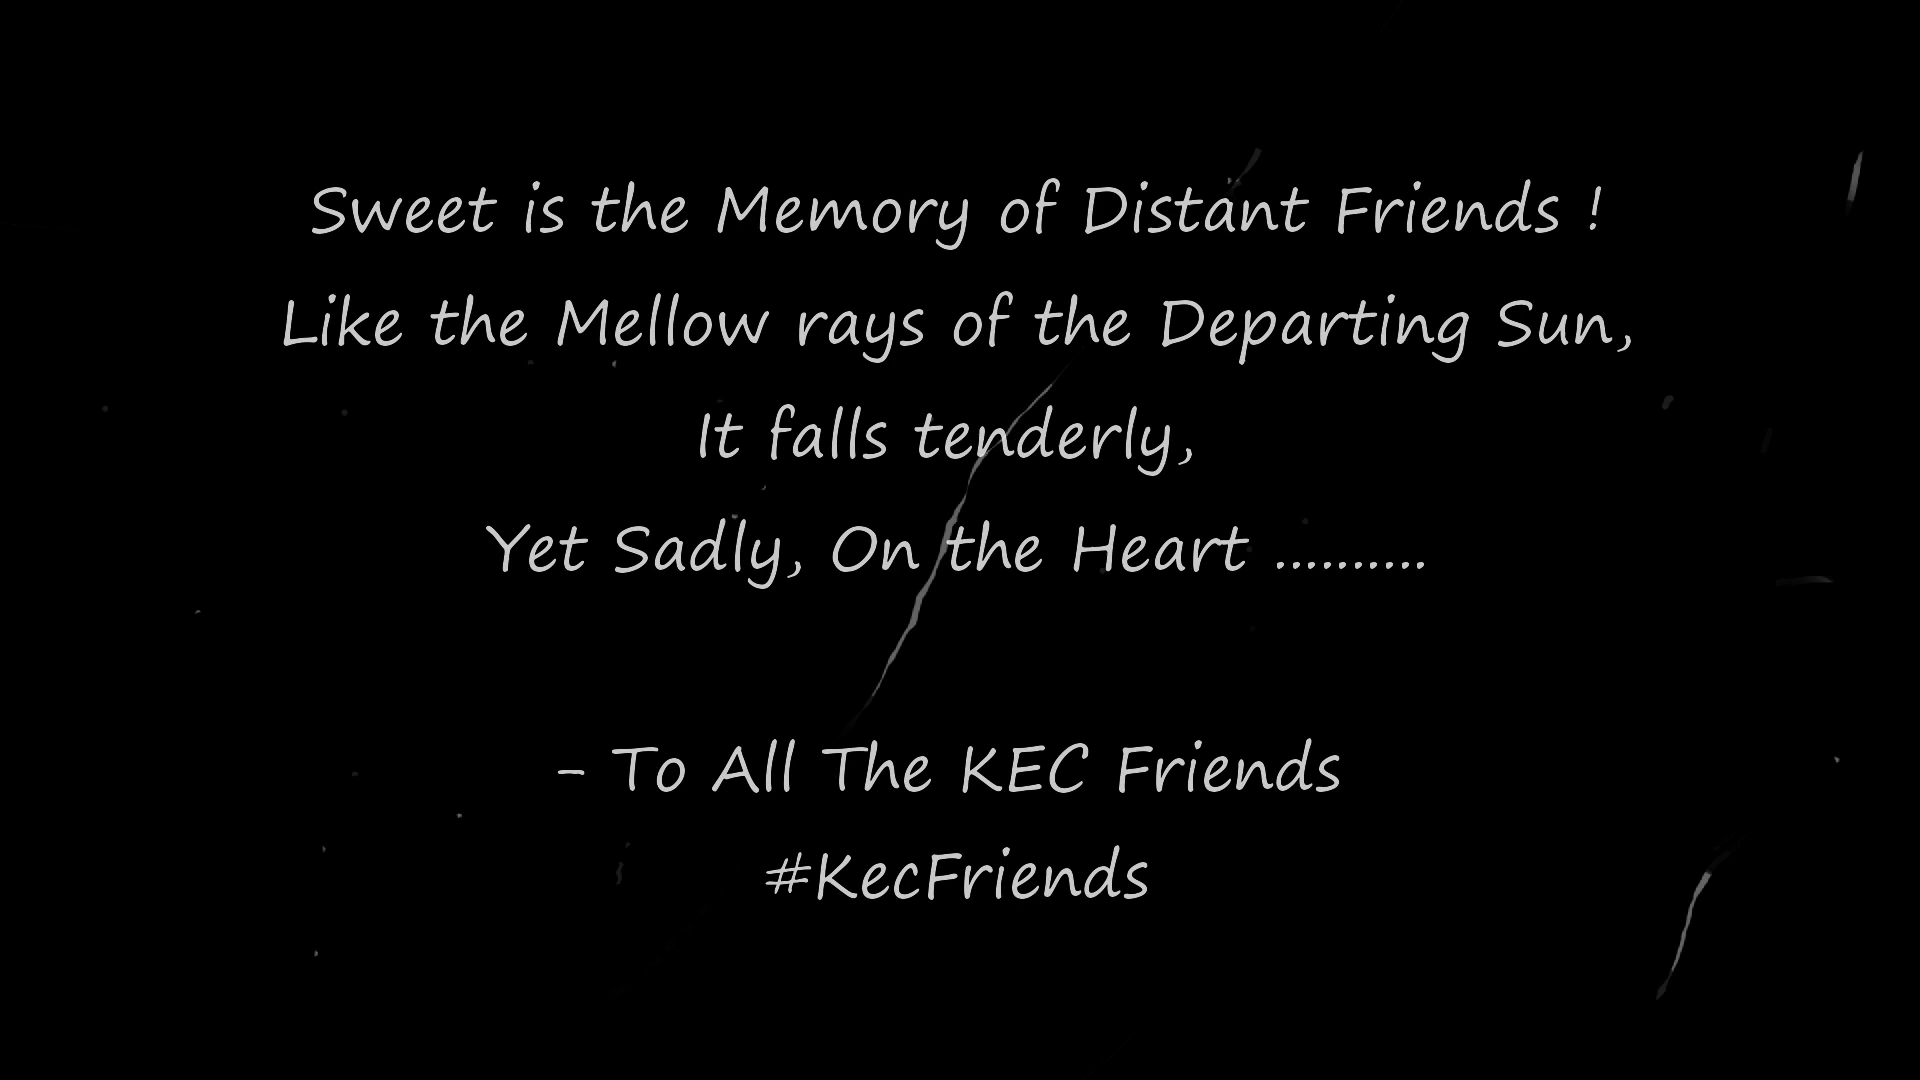 Sweet is the Memory of Distant Friends !
Like the Mellow rays of the Departing Sun,
It falls tenderly,
Yet Sadly, On the Heart ..........
- To All The KEC Friends
#KecFriends